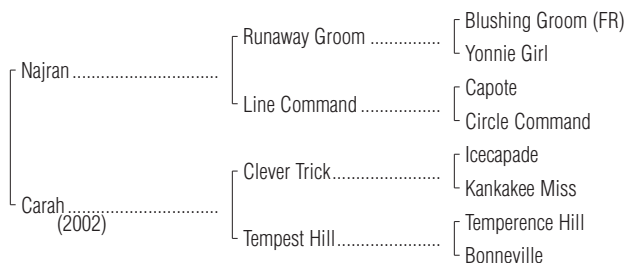 Blushing Groom (FR)
Runaway Groom ...............
Yonnie Girl
Najran ................................
Capote
Line Command .................
Circle Command
Icecapade
Clever Trick.......................
Kankakee Miss
Carah.................................
(2002)
Temperence Hill
Tempest Hill......................
Bonneville